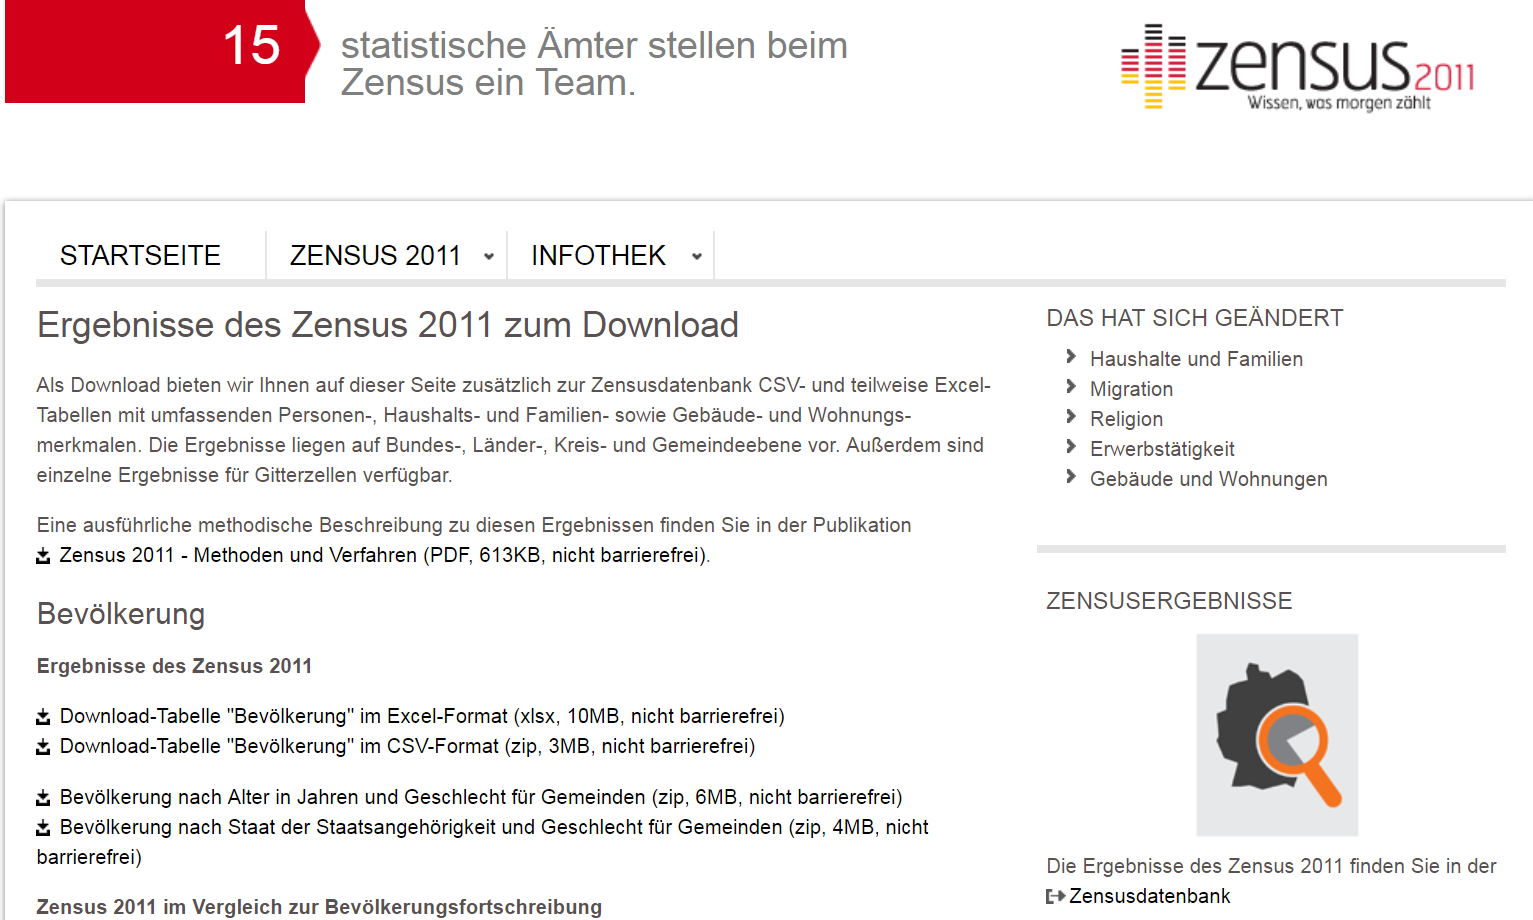 15
statistische Ämter stellen beim
Zensus ein Team.
zensus2011
Wissen, was morgen zählt
STARTSEITE
ZENSUS 2011
INFOTHEK
Ergebnisse des Zensus 2011 zum Download
Als Download bieten wir Ihnen auf dieser Seite zusätzlich zur Zensusdatenbank CSV- und teilweise Excel-
Tabellen mit umfassenden Personen-, Haushalts- und Familien- sowie Gebäude- und Wohnungs-
merkmalen. Die Ergebnisse liegen auf Bundes-, Länder-, Kreis- und Gemeindeebene vor. Außerdem sind
einzelne Ergebnisse für Gitterzellen verfügbar.
Eine ausführliche methodische Beschreibung zu diesen Ergebnissen finden Sie in der Publikation
Zensus 2011 - Methoden und Verfahren (PDF, 613KB, nicht barrierefrei).
Bevölkerung
Ergebnisse des Zensus 2011
Download-Tabelle "Bevölkerung" im Excel-Format (xlsx, 10MB, nicht barrierefrei)
Download-Tabelle "Bevölkerung" im CSV-Format (zip, 3MB, nicht barrierefrei)
Bevölkerung nach Alter in Jahren und Geschlecht für Gemeinden (zip, 6MB, nicht barrierefrei)
Bevölkerung nach Staat der Staatsangehörigkeit und Geschlecht für Gemeinden (zip, 4MB, nicht
barrierefrei)
Zensus 2011 im Vergleich zur Bevölkerungsfortschreibung
DAS HAT SICH GEÄNDERT
Haushalte und Familien
Migration
Religion
Erwerbstätigkeit
Gebäude und Wohnungen
ZENSUSERGEBNISSE
Die Ergebnisse des Zensus 2011 finden Sie in der
Zensusdatenbank